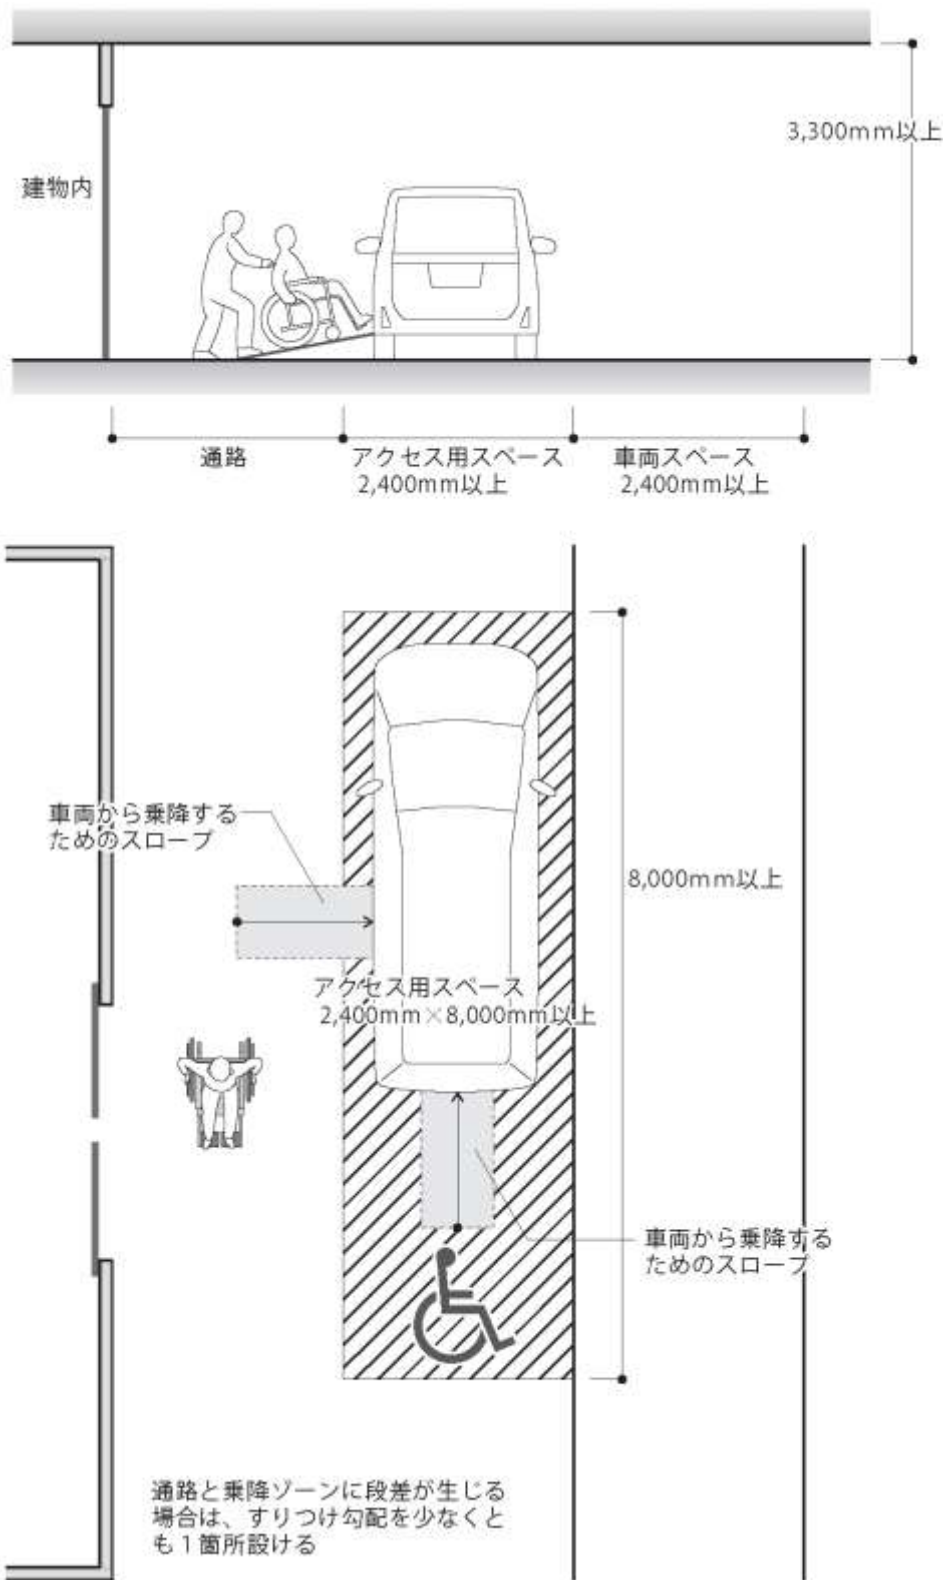 3,300mm以上
建物内
通路
アクセス用スペース
2,400mm以上
車両スペース
2,400mm以上
車両から乗降する
ためのスロープ
8,000mm以上
アクセス用スペース
2,400mm×8,000mm以上
車両から乗降する
ためのスロープ
通路と乗降ゾーンに段差が生じる
場合は、すりつけ勾配を少なくと
も1箇所設ける